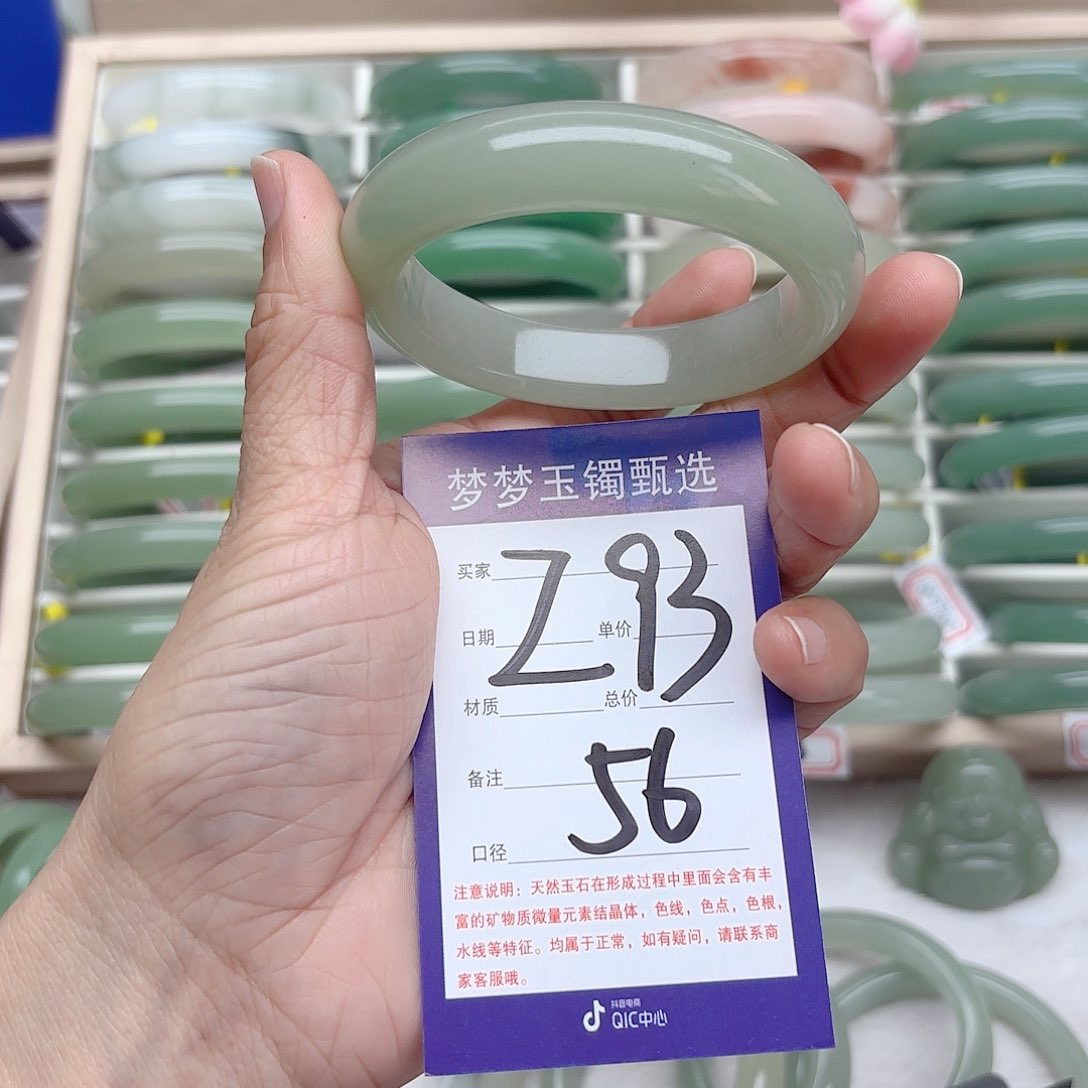 梦梦玉镯甄选
买家
Z93
日期 单价
材质 总价
备注
56
口径
注意说明：天然玉石在形成过程中里面会含有丰
富的矿物质微量元素结晶体，色线，色点，色根，
水线等特征。均属于正常，如有疑问，请联系商
家客服哦。
抖音电商
QIC中心